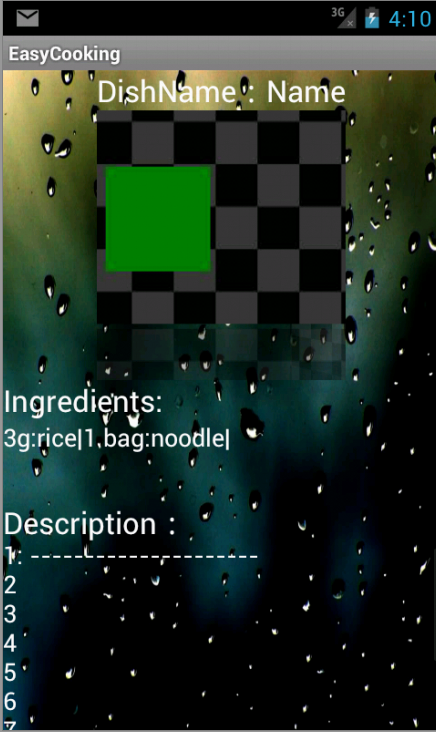 3G 4:10
EasyCooking
DishName : Name
Ingredients:
3g:rice|1,bag:noodle|
Description :
1: ----------------------
2
3
4
5
6
7